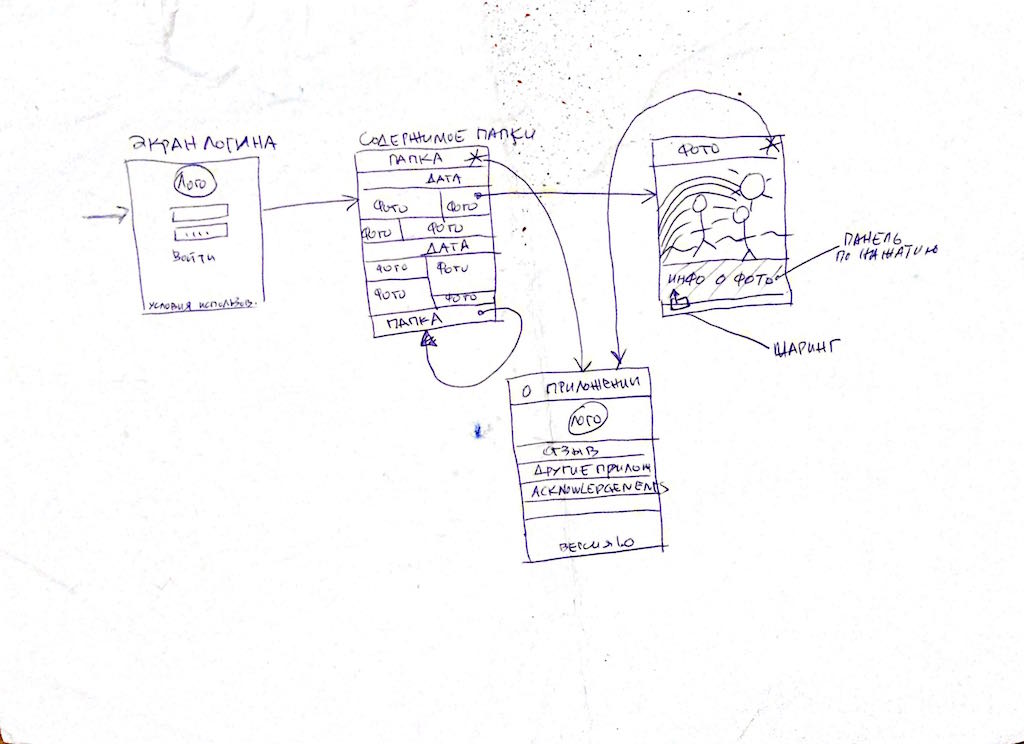 ЭКРАН ЛОГИНА
Лого
....
Войти
УСЛОВИЯ ИСПОЛЬЗОВ.
СОДЕРЖИМОЕ ПАПКИ
ПАПКА
ДАТА
ФОТО ФОТО
ФОТО ФОТО
ДАТА
ФОТО ФОТО
ФОТО ФОТО
ПАПКА
ФОТО
ИНФО О ФОТО
ПАНЕЛЬ
ПО НАЖАТИЮ
ШАРИНГ
О ПРИЛОЖЕНИИ
ЛОГО
ОТЗЫВ
ДРУГИЕ ПРИЛОЖ
ACKNOWLEDGEMENTS
ВЕРСИЯ 1.0